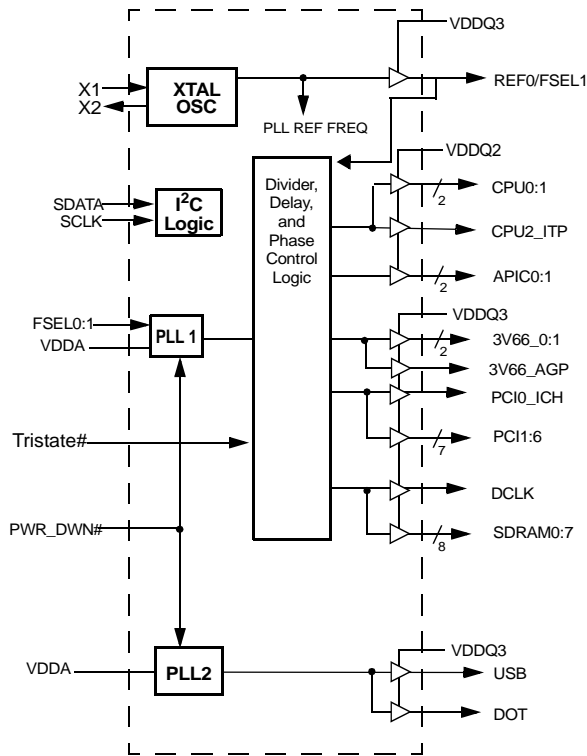 VDDQ3
X1
X2
XTAL
OSC
REF0/FSEL1
PLL REF FREQ
VDDQ2
SDATA
SCLK
I2C
Logic
Divider,
Delay,
and
Phase
Control
Logic
2
CPU0:1
CPU2_ITP
2
APIC0:1
VDDQ3
FSEL0:1
VDDA
PLL 1
2
3V66_0:1
3V66_AGP
PCI0_ICH
7
PCI1:6
Tristate#
DCLK
PWR_DWN#
8
SDRAM0:7
VDDQ3
VDDA
PLL2
USB
DOT